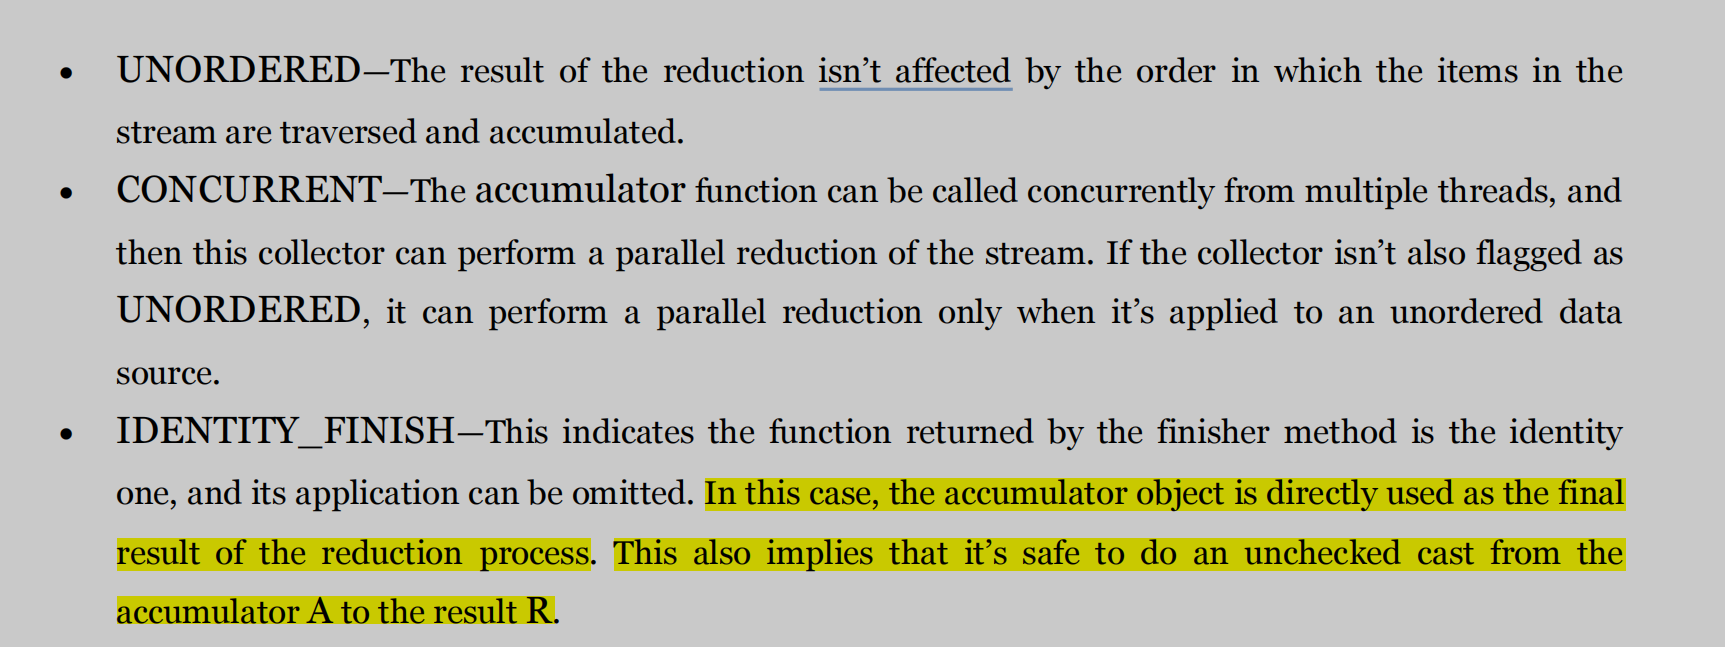 • UNORDERED—The result of the reduction isn’t affected by the order in which the items in the
stream are traversed and accumulated.
• CONCURRENT—The accumulator function can be called concurrently from multiple threads, and
then this collector can perform a parallel reduction of the stream. If the collector isn’t also flagged as
UNORDERED, it can perform a parallel reduction only when it’s applied to an unordered data
source.
• IDENTITY_FINISH—This indicates the function returned by the finisher method is the identity
one, and its application can be omitted. In this case, the accumulator object is directly used as the final
result of the reduction process. This also implies that it’s safe to do an unchecked cast from the
accumulator A to the result R.